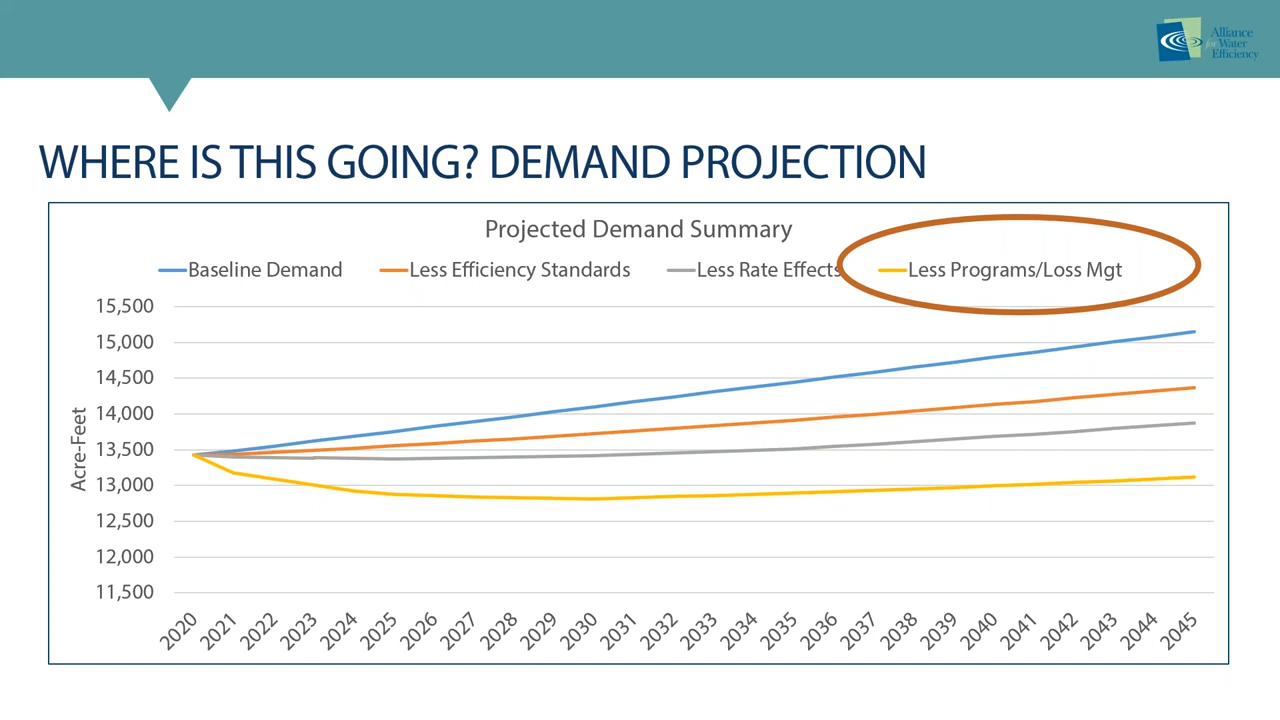 Alliance
for Water
Efficiency
WHERE IS THIS GOING? DEMAND PROJECTION
Projected Demand Summary
Baseline Demand Less Efficiency Standards Less Rate Effects Less Programs/Loss Mgt
15,500
15,000
14,500
14,000
13,500
13,000
12,500
12,000
11,500
Acre-Feet
2020 2021 2022 2023 2024 2025 2026 2027 2028 2029 2030 2031 2032 2033 2034 2035 2036 2037 2038 2039 2040 2041 2042 2043 2044 2045